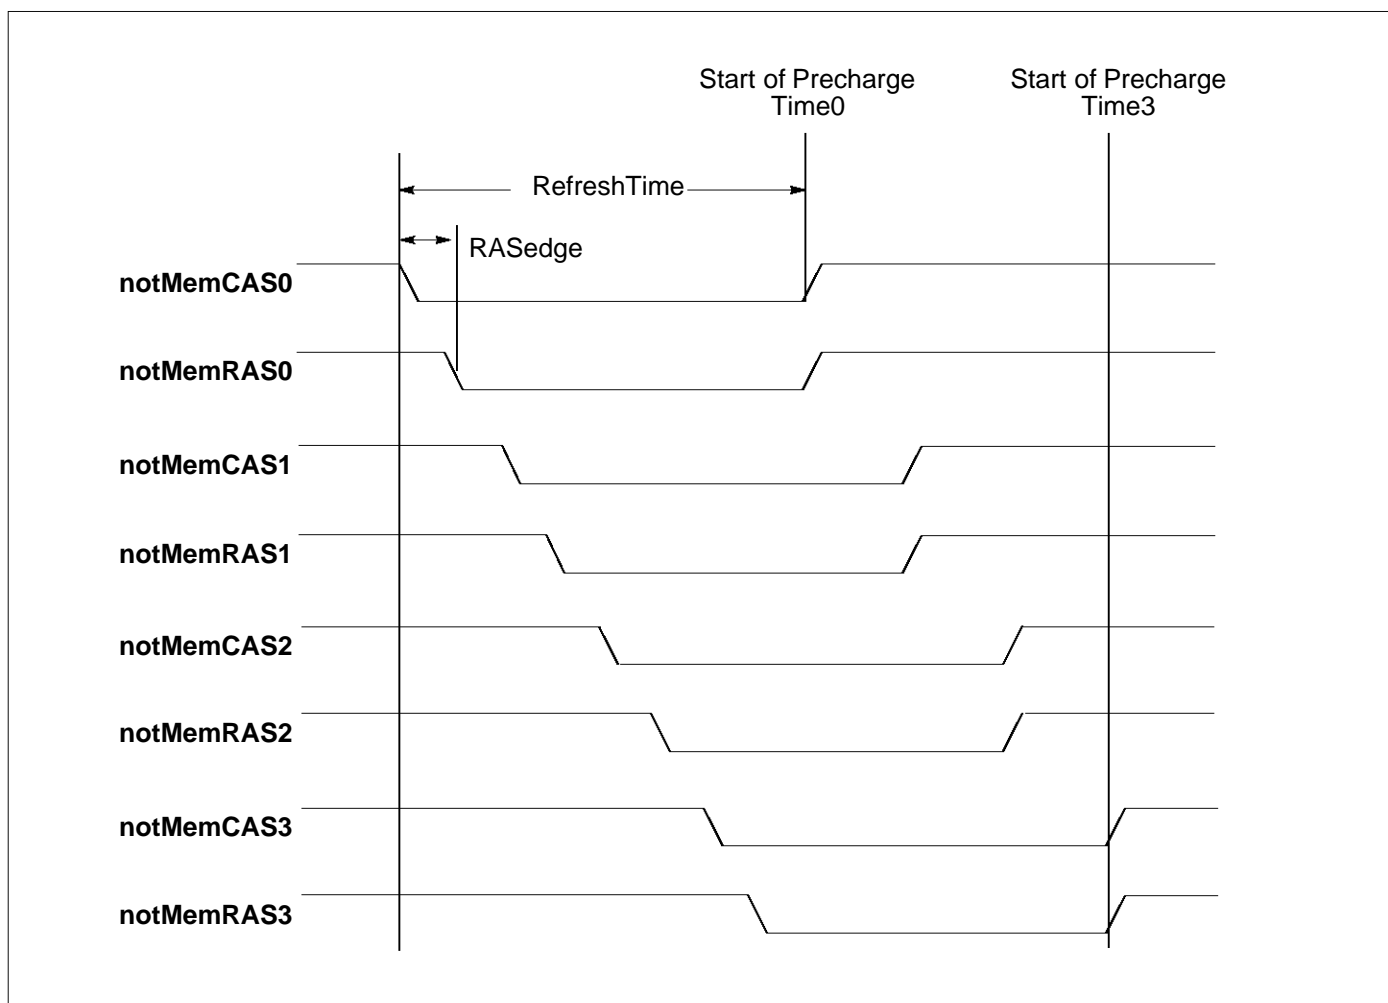 Start of Precharge
Time0
Start of Precharge
Time3
RefreshTime
RASedge
notMemCAS0
notMemRAS0
notMemCAS1
notMemRAS1
notMemCAS2
notMemRAS2
notMemCAS3
notMemRAS3